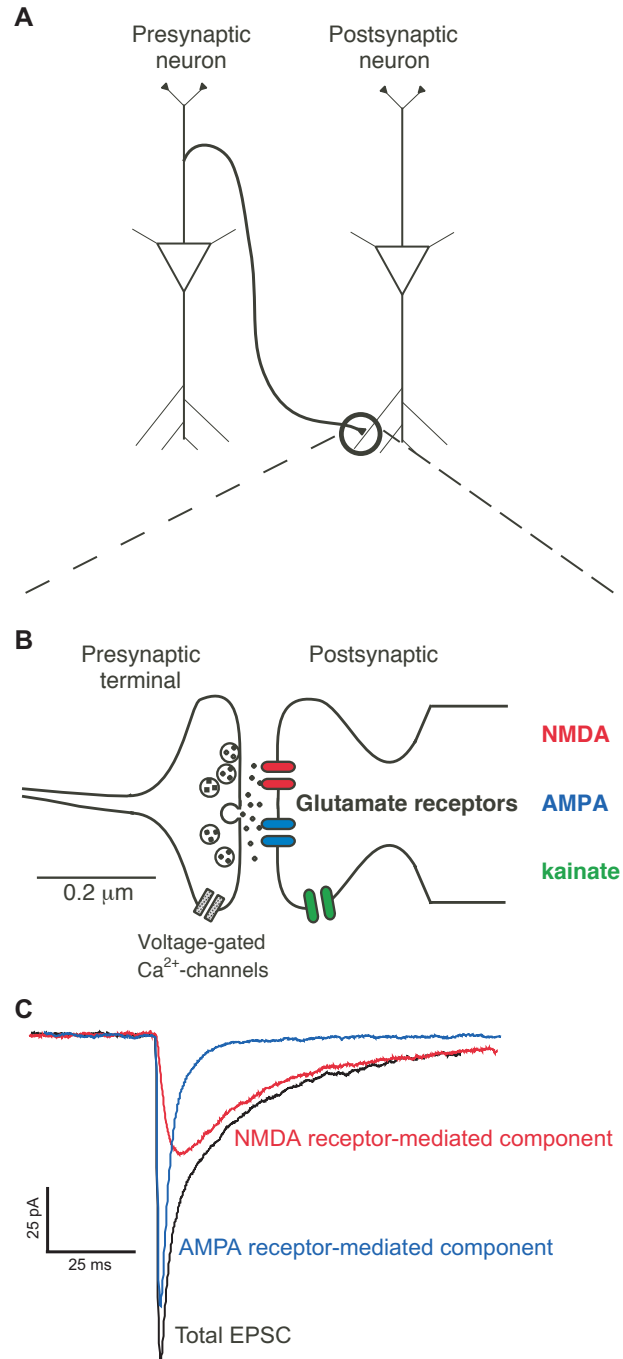 A
Presynaptic
neuron
Postsynaptic
neuron
B
Presynaptic
terminal
Postsynaptic
NMDA
Glutamate receptors
AMPA
kainate
0.2 μm
Voltage-gated
Ca²⁺-channels
C
NMDA receptor-mediated component
25 pA
25 ms
AMPA receptor-mediated component
Total EPSC